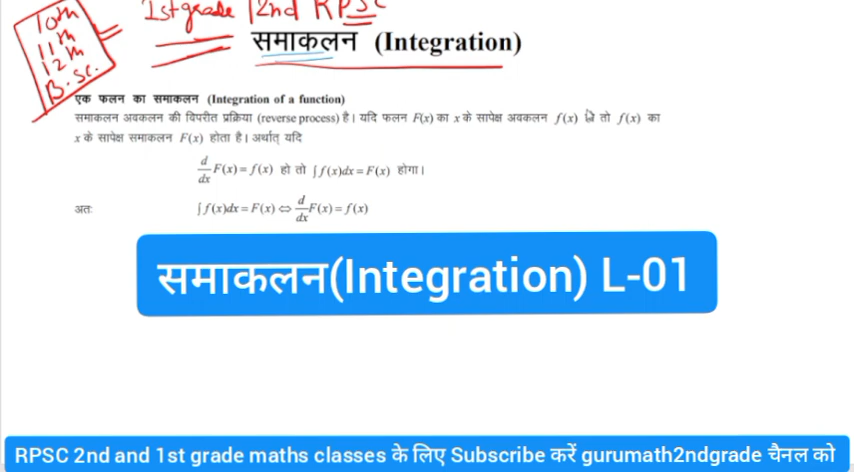 1st grade / 2nd RPSC
10th
11th
12th
B.sc.
समाकलन (Integration)
एक फलन का समाकलन (Integration of a function)
समाकलन अवकलन की विपरीत प्रक्रिया (reverse process) है। यदि फलन F(x) का x के सापेक्ष अवकलन f(x) है तो f(x) का
x के सापेक्ष समाकलन F(x) होता है। अर्थात् यदि
d/dx F(x) = f(x) हो तो ∫f(x)dx = F(x) होगा।
अतः ∫f(x)dx = F(x) ⇔ d/dx F(x) = f(x)
समाकलन(Integration) L-01
RPSC 2nd and 1st grade maths classes के लिए Subscribe करें gurumath2ndgrade चैनल को